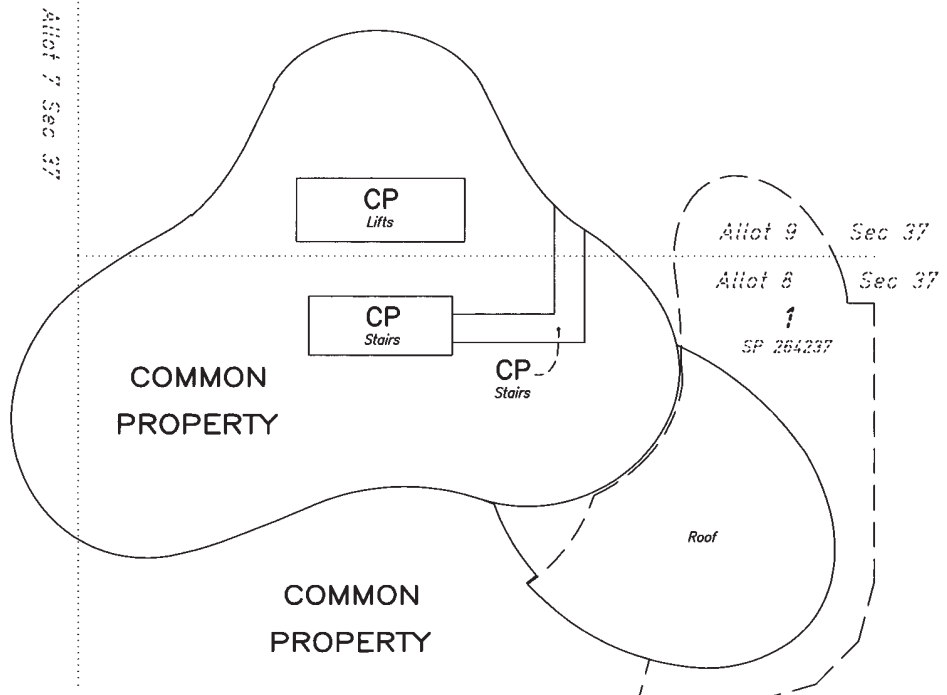 Allot 7 Sec 37
CP
Lifts
Allot 9 Sec 37
Allot 8 Sec 37
1
SP 264237
CP
Stairs
CP
Stairs
COMMON
PROPERTY
Roof
COMMON
PROPERTY